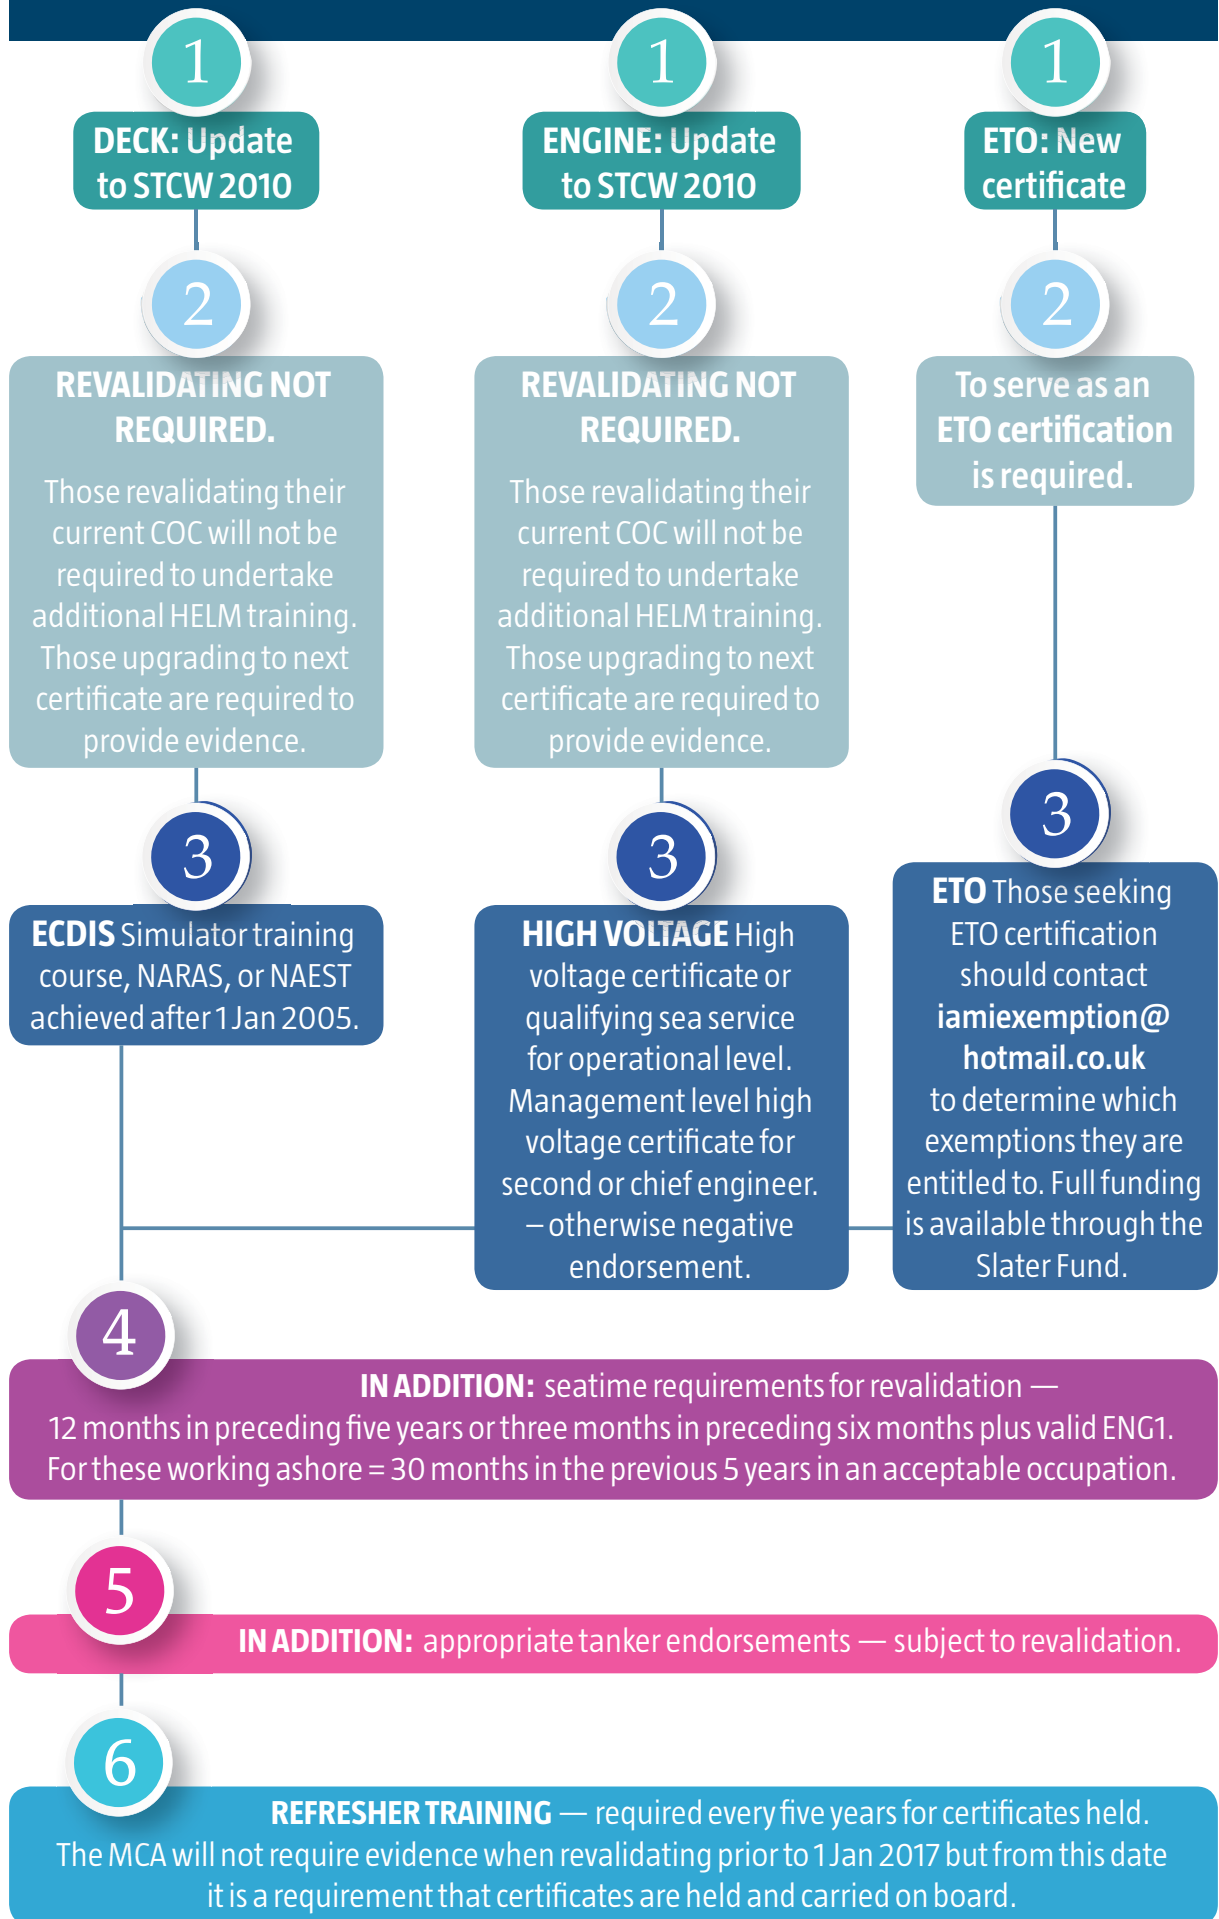 1
DECK: Update
to STCW 2010
2
REVALIDATING NOT
REQUIRED.
Those revalidating their
current COC will not be
required to undertake
additional HELM training.
Those upgrading to next
certificate are required to
provide evidence.
3
ECDIS Simulator training
course, NARAS, or NAEST
achieved after 1 Jan 2005.
1
ENGINE: Update
to STCW 2010
2
REVALIDATING NOT
REQUIRED.
Those revalidating their
current COC will not be
required to undertake
additional HELM training.
Those upgrading to next
certificate are required to
provide evidence.
3
HIGH VOLTAGE High
voltage certificate or
qualifying sea service
for operational level.
Management level high
voltage certificate for
second or chief engineer.
– otherwise negative
endorsement.
1
ETO: New
certificate
2
To serve as an
ETO certification
is required.
3
ETO Those seeking
ETO certification
should contact
iamiexemption@
hotmail.co.uk
to determine which
exemptions they are
entitled to. Full funding
is available through the
Slater Fund.
4
IN ADDITION: seatime requirements for revalidation —
12 months in preceding five years or three months in preceding six months plus valid ENG1.
For these working ashore = 30 months in the previous 5 years in an acceptable occupation.
5
IN ADDITION: appropriate tanker endorsements — subject to revalidation.
6
REFRESHER TRAINING — required every five years for certificates held.
The MCA will not require evidence when revalidating prior to 1 Jan 2017 but from this date
it is a requirement that certificates are held and carried on board.